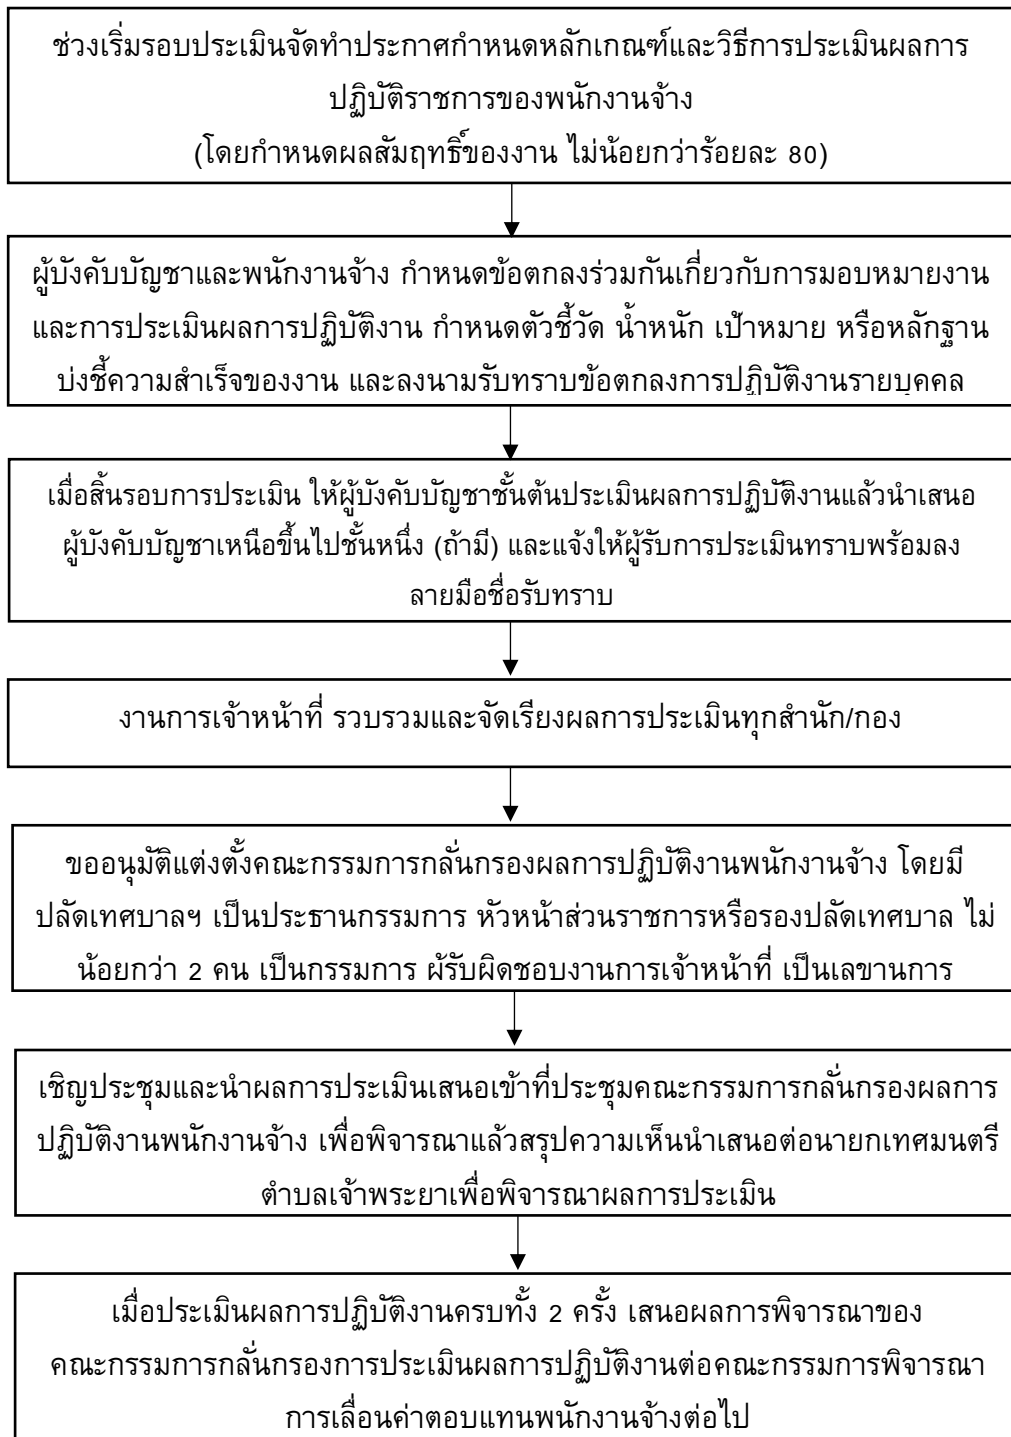 ช่วงเริ่มรอบประเมินจัดทำประกาศกำหนดหลักเกณฑ์และวิธีการประเมินผลการ
ปฏิบัติราชการของพนักงานจ้าง
(โดยกำหนดผลสัมฤทธิ์ของงาน ไม่น้อยกว่าร้อยละ 80)
ผู้บังคับบัญชาและพนักงานจ้าง กำหนดข้อตกลงร่วมกันเกี่ยวกับการมอบหมายงาน
และการประเมินผลการปฏิบัติงาน กำหนดตัวชี้วัด น้ำหนัก เป้าหมาย หรือหลักฐาน
บ่งชี้ความสำเร็จของงาน และลงนามรับทราบข้อตกลงการปฏิบัติงานรายบุคคล
เมื่อสิ้นรอบการประเมิน ให้ผู้บังคับบัญชาชั้นต้นประเมินผลการปฏิบัติงานแล้วนำเสนอ
ผู้บังคับบัญชาเหนือขึ้นไปชั้นหนึ่ง (ถ้ามี) และแจ้งให้ผู้รับการประเมินทราบพร้อมลง
ลายมือชื่อรับทราบ
งานการเจ้าหน้าที่ รวบรวมและจัดเรียงผลการประเมินทุกสำนัก/กอง
ขออนุมัติแต่งตั้งคณะกรรมการกลั่นกรองผลการปฏิบัติงานพนักงานจ้าง โดยมี
ปลัดเทศบาลฯ เป็นประธานกรรมการ หัวหน้าส่วนราชการหรือรองปลัดเทศบาล ไม่
น้อยกว่า 2 คน เป็นกรรมการ ผู้รับผิดชอบงานการเจ้าหน้าที่ เป็นเลขานุการ
เชิญประชุมและนำผลการประเมินเสนอเข้าที่ประชุมคณะกรรมการกลั่นกรองผลการ
ปฏิบัติงานพนักงานจ้าง เพื่อพิจารณาแล้วสรุปความเห็นนำเสนอต่อนายกเทศมนตรี
ตำบลเจ้าพระยาเพื่อพิจารณาผลการประเมิน
เมื่อประเมินผลการปฏิบัติงานครบทั้ง 2 ครั้ง เสนอผลการพิจารณาของ
คณะกรรมการกลั่นกรองการประเมินผลการปฏิบัติงานต่อคณะกรรมการพิจารณา
การเลื่อนค่าตอบแทนพนักงานจ้างต่อไป